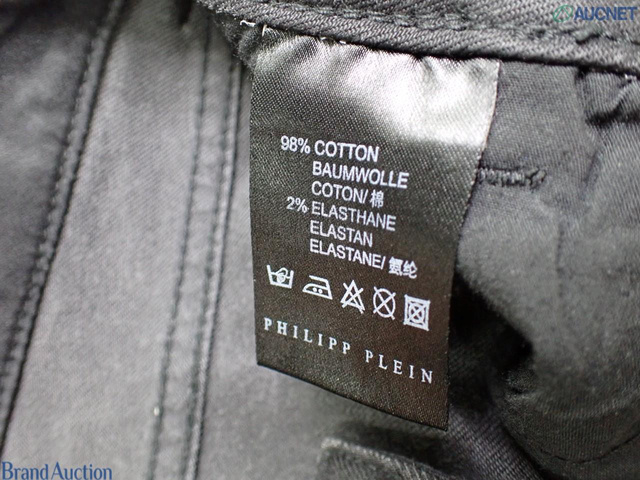 AUCNET
98% COTTON
BAUMWOLLE
COTON/棉
2% ELASTHANE
ELASTAN
ELASTANE/氨纶
PHILIPP PLEIN
Brand Auction